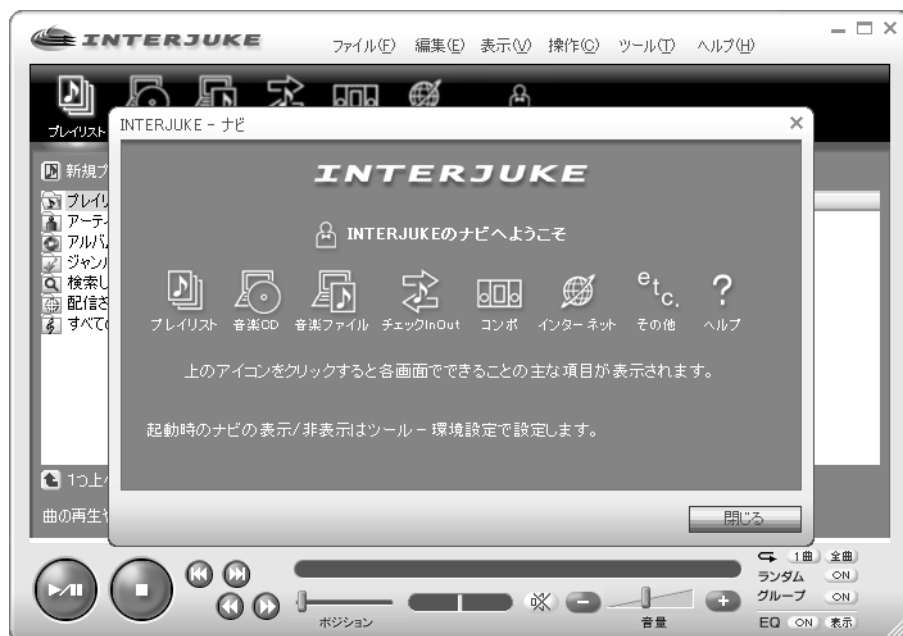 INTERJUKE
ファイル(F) 編集(E) 表示(V) 操作(C) ツール(T) ヘルプ(H)
プレイリスト
INTERJUKE - ナビ
INTERJUKE
INTERJUKEのナビへようこそ
etc. ?
プレイリスト 音楽CD 音楽ファイル チェックInOut コンポ インターネット その他 ヘルプ
上のアイコンをクリックすると各画面でできることの主な項目が表示されます。
起動時のナビの表示/非表示はツール - 環境設定で設定します。
閉じる
新規プ
プレイリ
アーティ
アルバム
ジャンル
検索し
配信さ
すべての
1つ上へ
曲の再生や
1曲 全曲
ランダム ON
グループ ON
EQ ON 表示
ポジション
音量